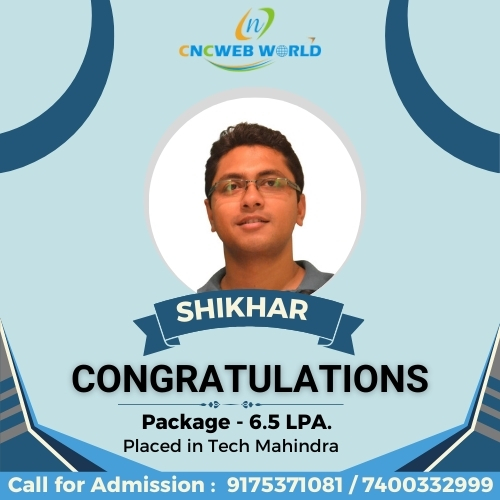 n
CNCWEB WORLD
SHIKHAR
CONGRATULATIONS
Package - 6.5 LPA.
Placed in Tech Mahindra
Call for Admission : 9175371081 / 7400332999